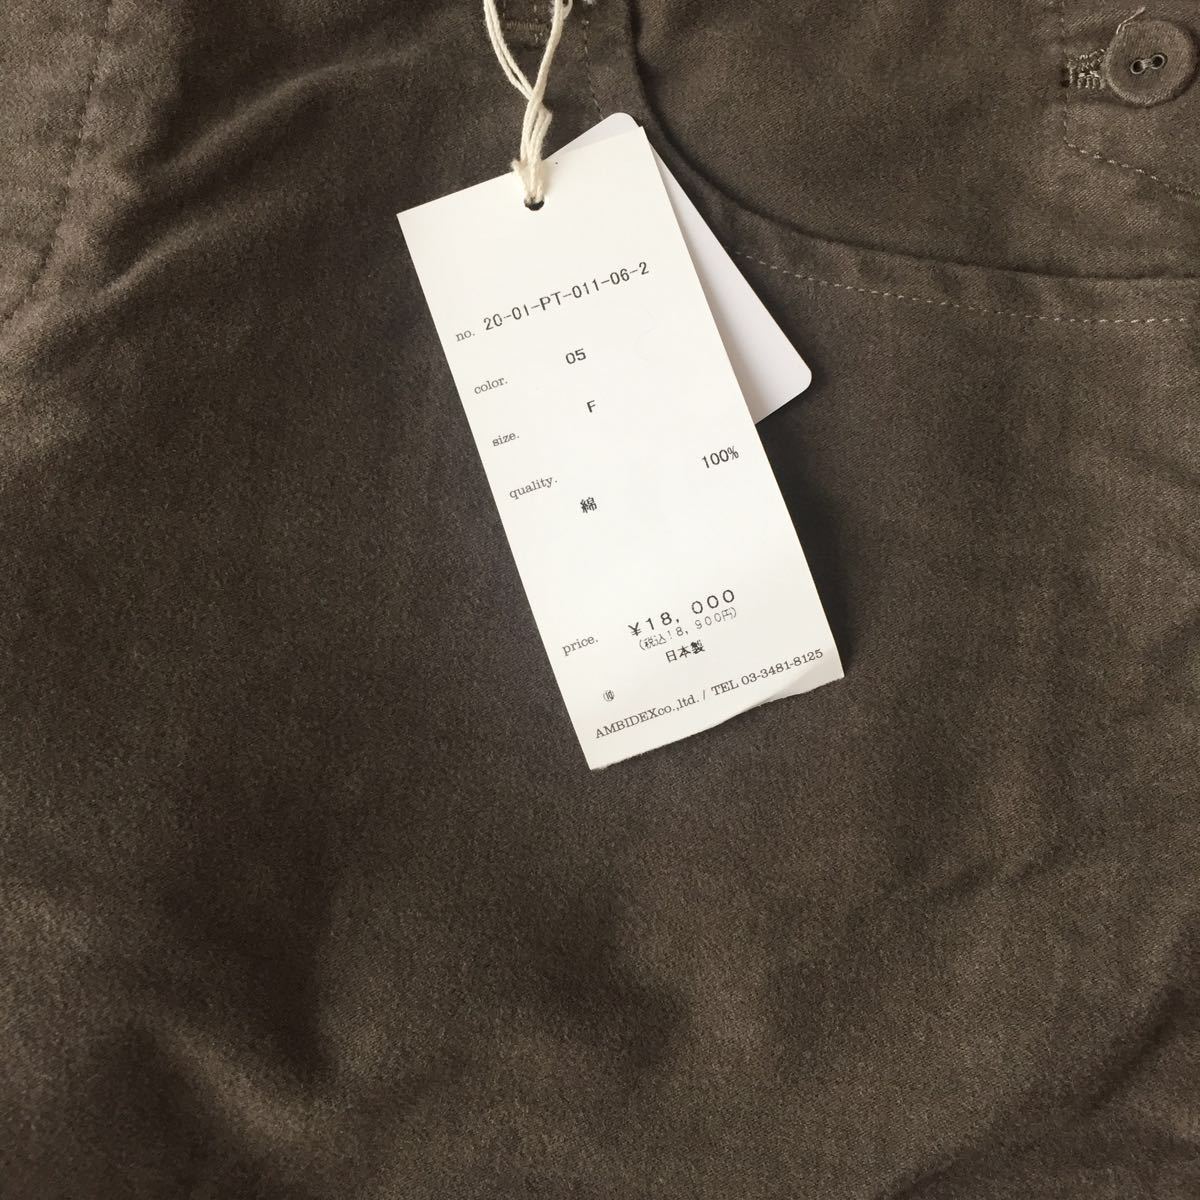 no. 20-01-PT-011-06-2
color. 05
size. F
quality. 100%
綿
price. ¥18,000
(税込18,900円)
日本製
⑩
AMBIDEXco.,ltd. / TEL 03-3481-8125